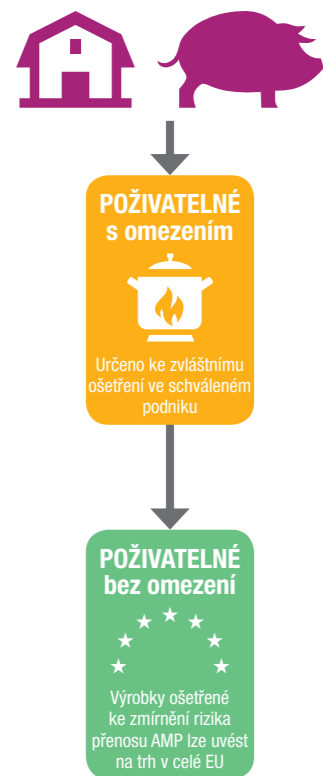 POŽIVATELNÉ
s omezením
Určeno ke zvláštnímu
ošetření ve schváleném
podniku
POŽIVATELNÉ
bez omezení
Výrobky ošetřené
ke zmírnění rizika
přenosu AMP lze uvést
na trh v celé EU